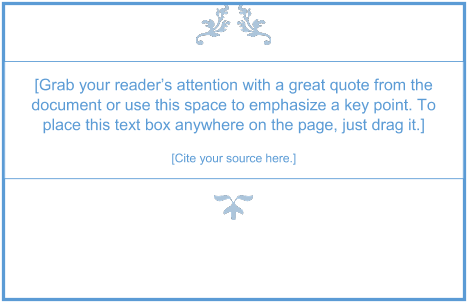 [Grab your reader’s attention with a great quote from the
document or use this space to emphasize a key point. To
place this text box anywhere on the page, just drag it.]
[Cite your source here.]